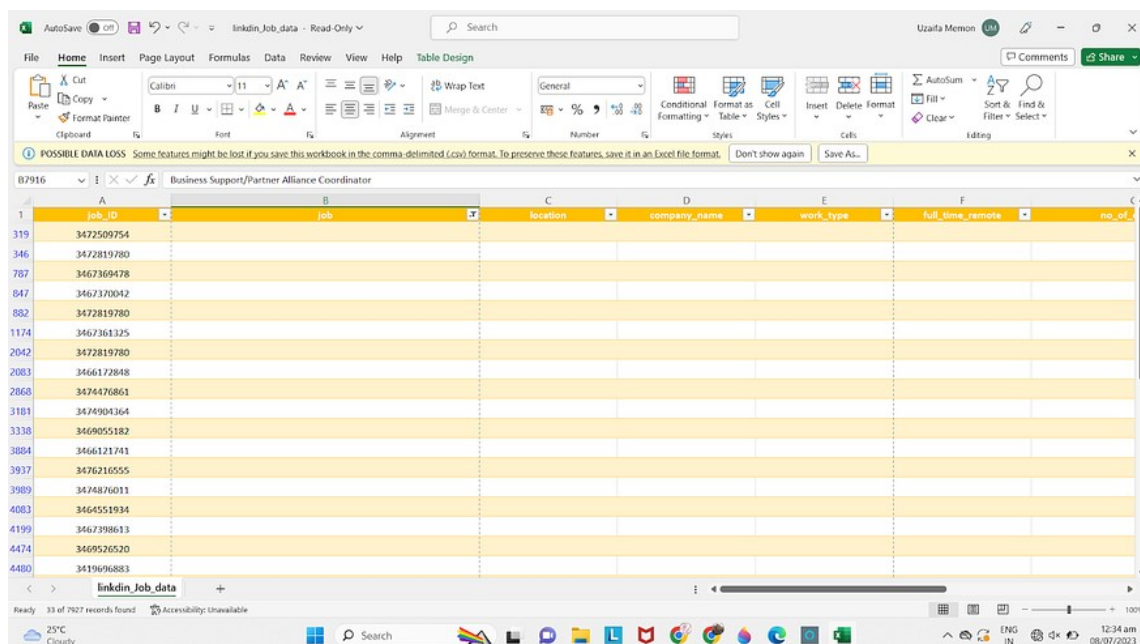 AutoSave Off linkdin_Job_data - Read-Only Search Uzaifa Memon UM
File Home Insert Page Layout Formulas Data Review View Help Table Design Comments Share
Paste Cut Copy Format Painter Calibri 11 Wrap Text Merge & Center General Conditional Formatting Format as Table Cell Styles Insert Delete Format AutoSum Fill Clear Sort & Filter Find & Select
Clipboard Font Alignment Number Styles Cells Editing
POSSIBLE DATA LOSS Some features might be lost if you save this workbook in the comma-delimited (.csv) format. To preserve these features, save it in an Excel file format. Don't show again Save As...
B7916 fx Business Support/Partner Alliance Coordinator
A B C D E F
1 job_ID job location company_name work_type full_time_remote no_of_
319 3472509754
346 3472819780
787 3467369478
847 3467370042
882 3472819780
1174 3467361325
2042 3472819780
2083 3466172848
2868 3474476861
3181 3474904364
3338 3469055182
3884 3466121741
3937 3476216555
3989 3474876011
4083 3464551934
4199 3467398613
4474 3469526520
4480 3419696883
linkdin_Job_data
Ready 33 of 7927 records found Accessibility: Unavailable 100
25°C
Cloudy
Search
ENG
12:34 am
08/07/2023